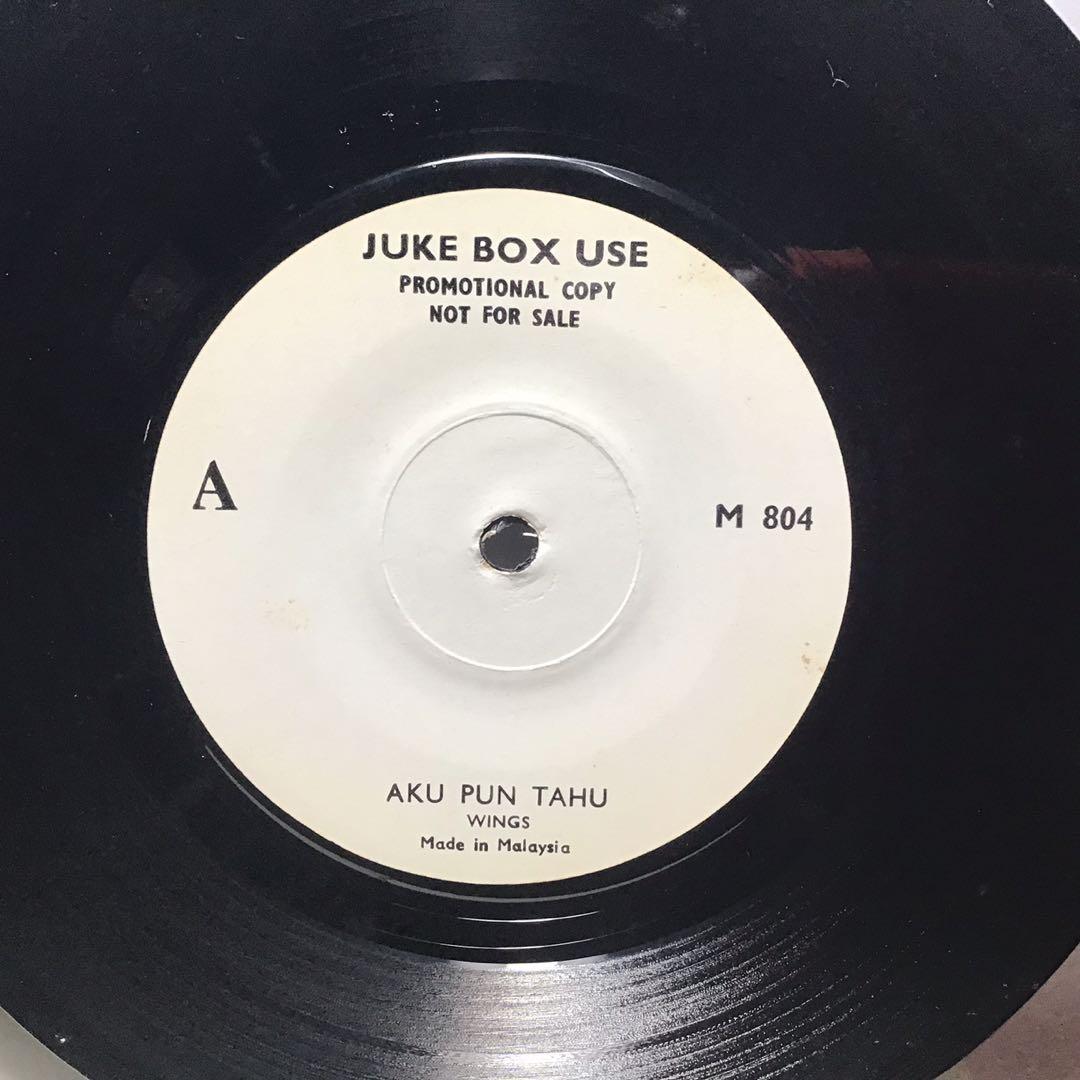 JUKE BOX USE
PROMOTIONAL COPY
NOT FOR SALE
A
M 804
AKU PUN TAHU
WINGS
Made in Malaysia